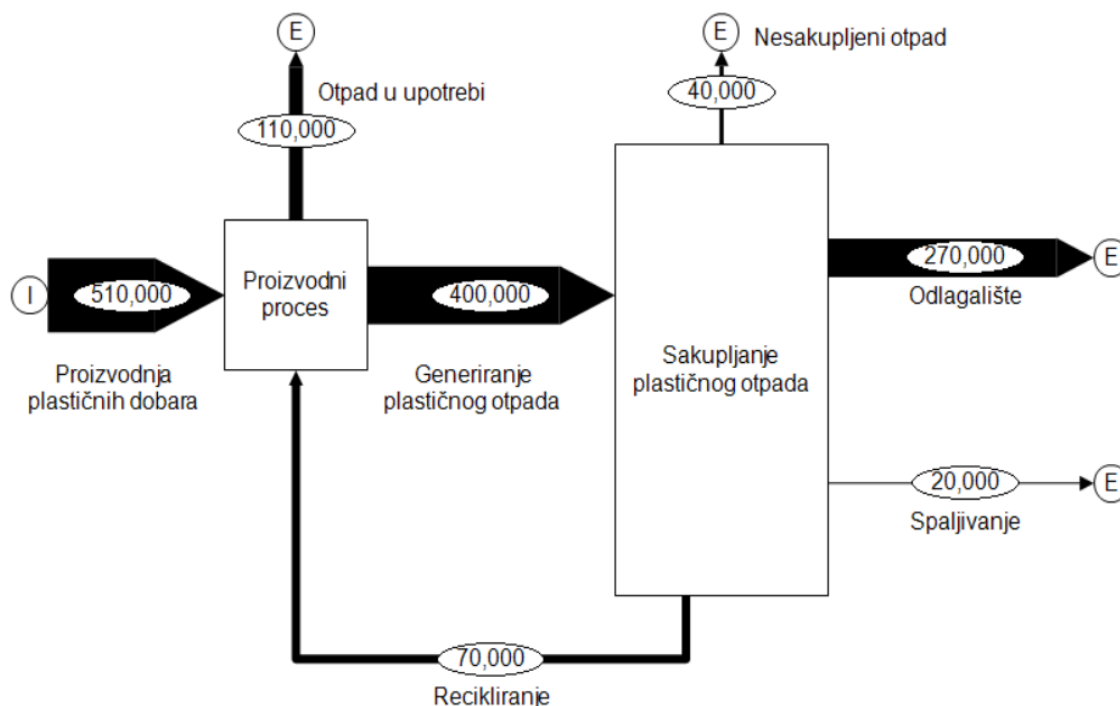 E
Nesakupljeni otpad
E
Otpad u upotrebi
40,000
110,000
270,000
E
Odlagalište
I
510,000
Proizvodni
proces
400,000
Proizvodnja
plastičnih dobara
Generiranje
plastičnog otpada
Sakupljanje
plastičnog otpada
20,000
E
Spaljivanje
70,000
Recikliranje